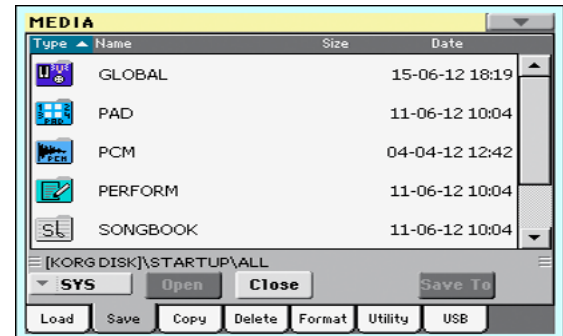 MEDIA
Type Name Size Date
GLOBAL 15-06-12 18:19
PAD 11-06-12 10:04
PCM 04-04-12 12:42
PERFORM 11-06-12 10:04
SONGBOOK 11-06-12 10:04
[KORG DISK]\STARTUP\ALL
SYS Open Close Save To
Load Save Copy Delete Format Utility USB